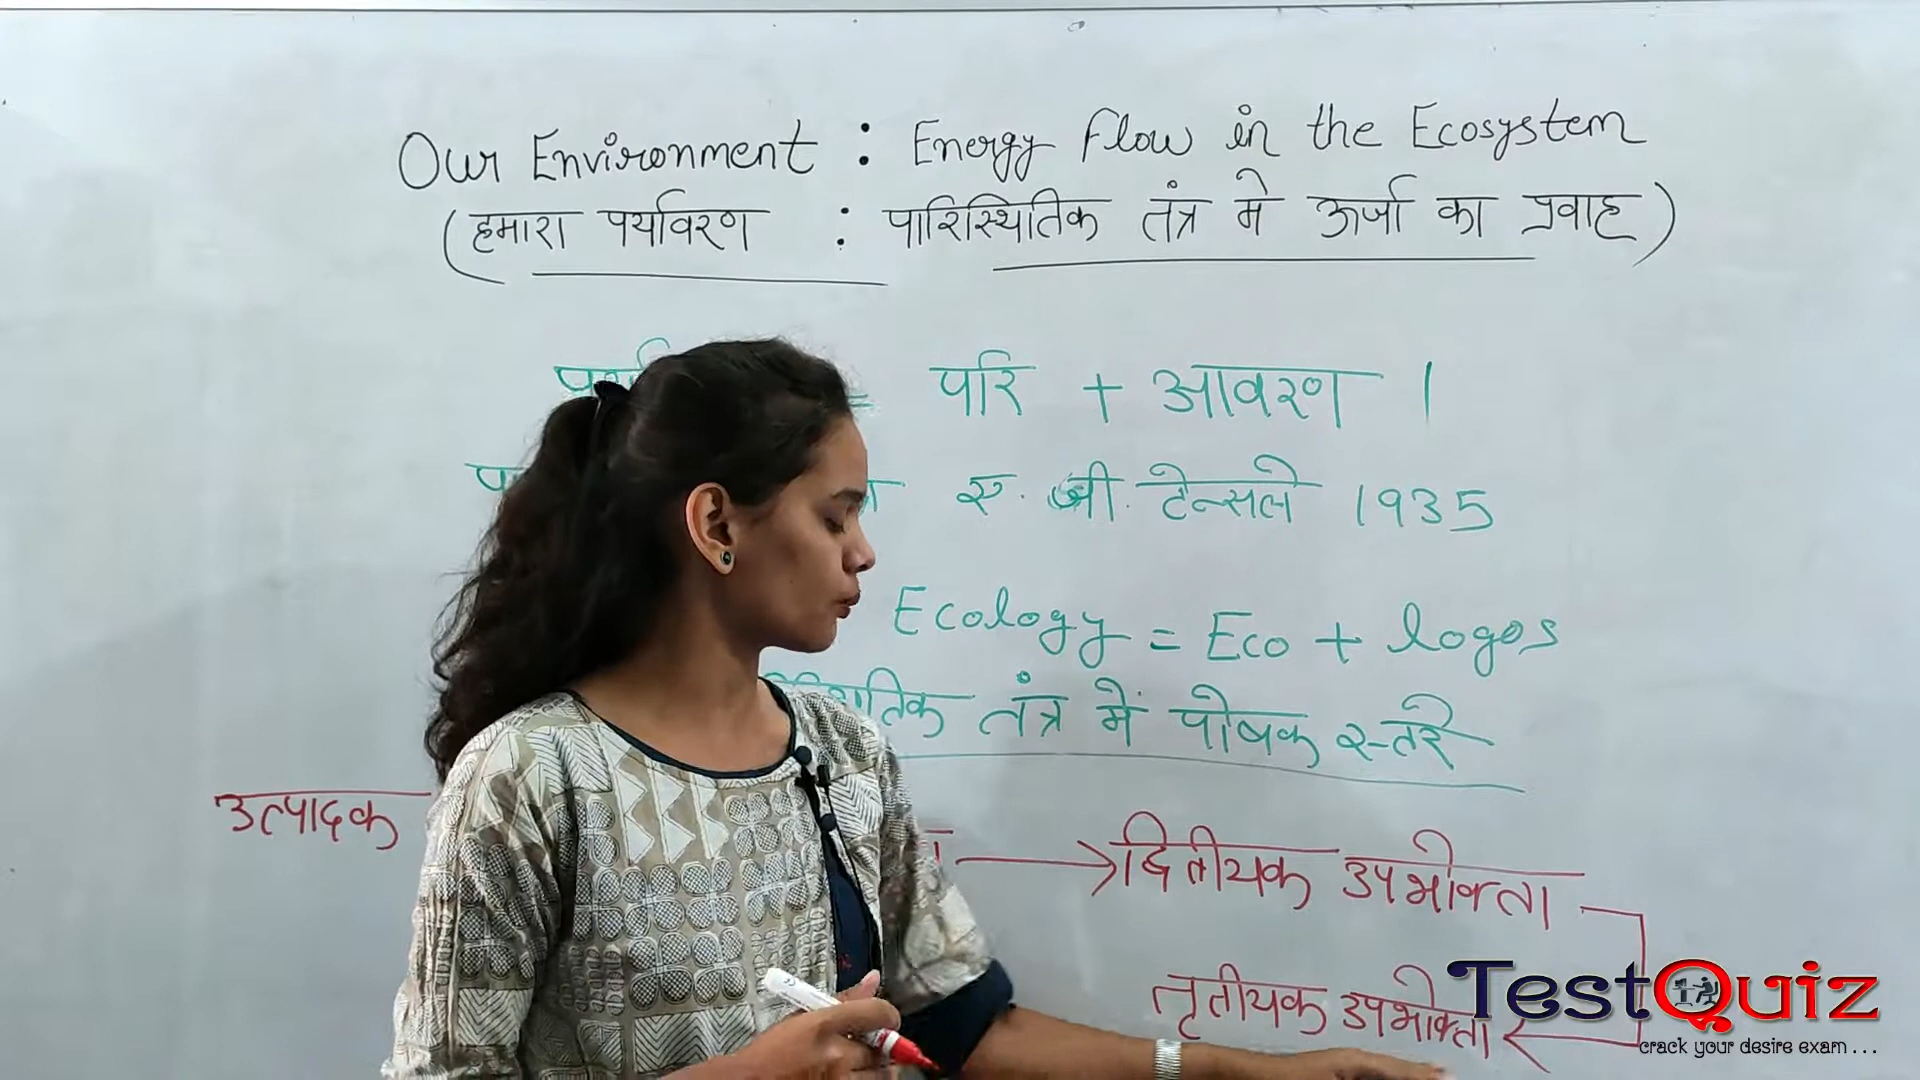 Our Environment : Energy Flow in the Ecosystem
(हमारा पर्यावरण : पारिस्थितिक तंत्र मे ऊर्जा का प्रवाह)
= परि + आवरण ।
ए. जी. टेन्सले 1935
Ecology = Eco + logos
तंत्र में पोषक स्तर
उत्पादक → द्वितीयक उपभोक्ता
तृतीयक उपभोक्ता
TestQuiz
crack your desire exam ...